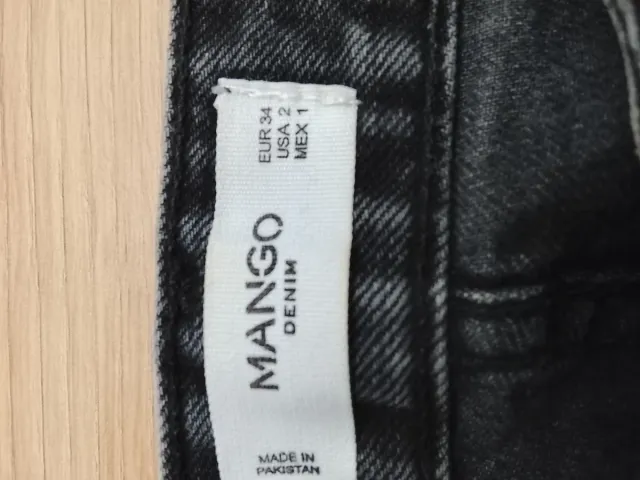 EUR 34
USA 2
MEX 1
MANGO
DENIM
MADE IN
PAKISTAN